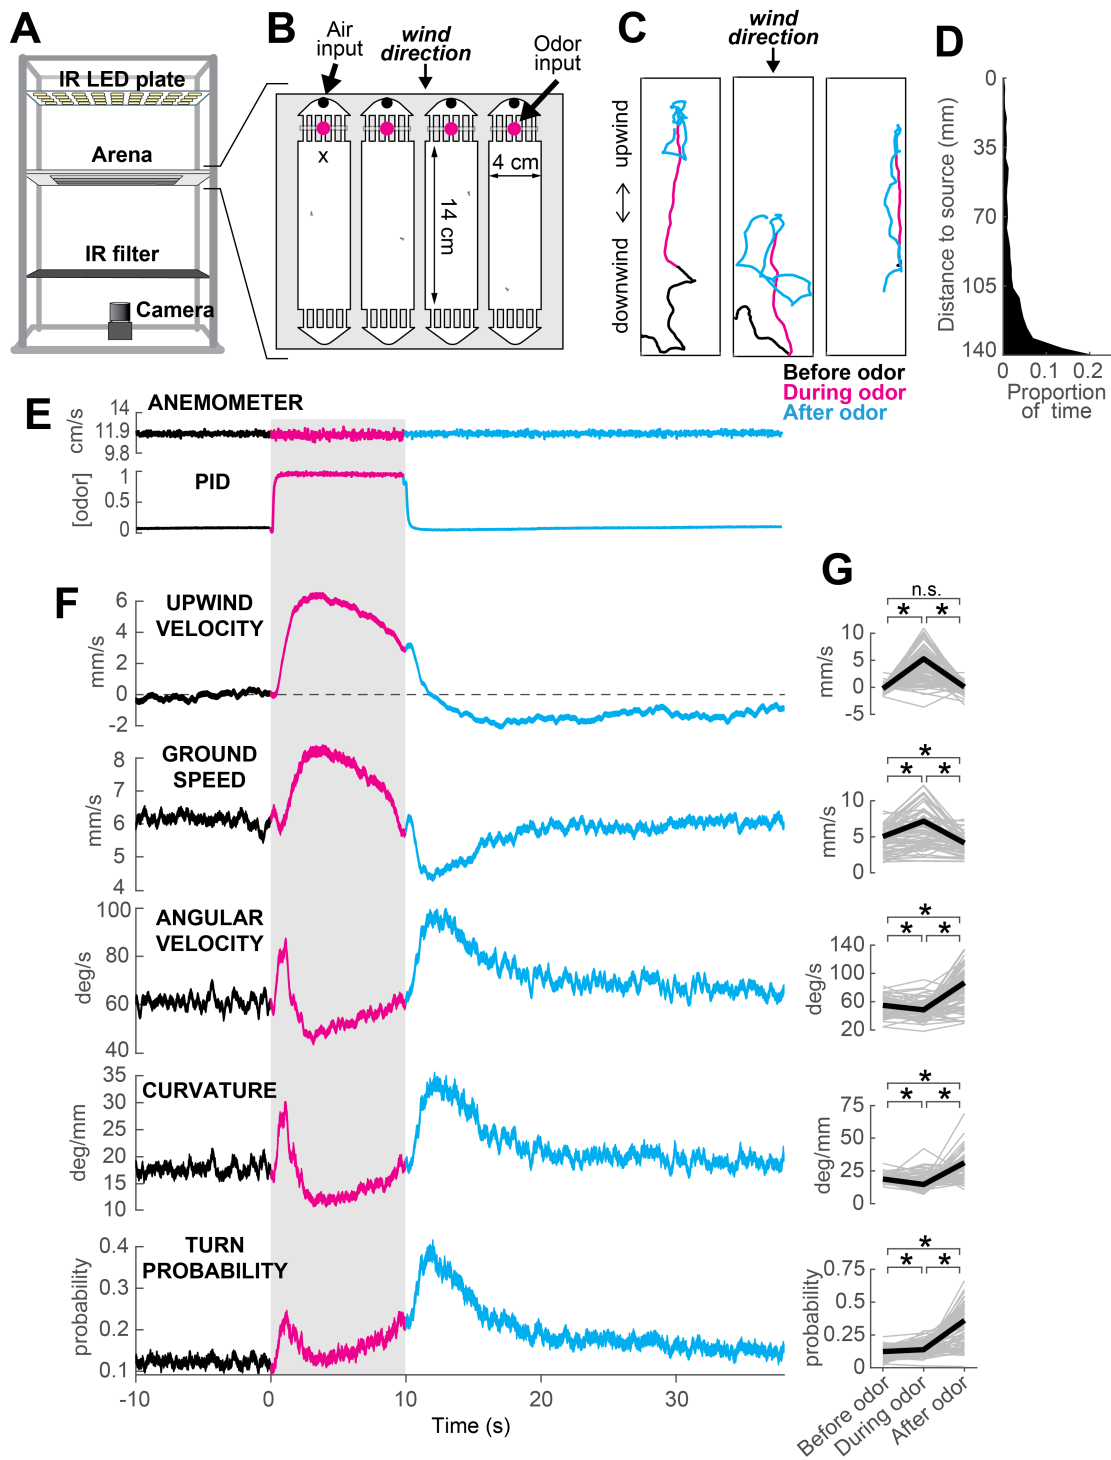 A
IR LED plate
Arena
IR filter
Camera
B
Air
input
wind
direction
Odor
input
x
4 cm
14 cm
C
wind
direction
downwind
upwind
Before odor
During odor
After odor
D
Distance to source (mm)
0
35
70
105
140
0
0.1
0.2
Proportion
of time
E
ANEMOMETER
cm/s
14
11.9
9.8
PID
[odor]
1
0.5
0
F
UPWIND
VELOCITY
mm/s
6
4
2
0
-2
GROUND
SPEED
mm/s
8
7
6
5
4
ANGULAR
VELOCITY
deg/s
100
80
60
40
CURVATURE
deg/mm
35
30
25
20
15
10
TURN
PROBABILITY
probability
0.4
0.3
0.2
0.1
-10
0
10
20
30
Time (s)
G
n.s.
* *
mm/s
10
5
0
-5
*
* *
mm/s
10
5
0
*
* *
deg/s
140
100
60
20
*
* *
deg/mm
75
50
25
0
*
* *
probability
0.75
0.5
0.25
0
Before odor
During odor
After odor